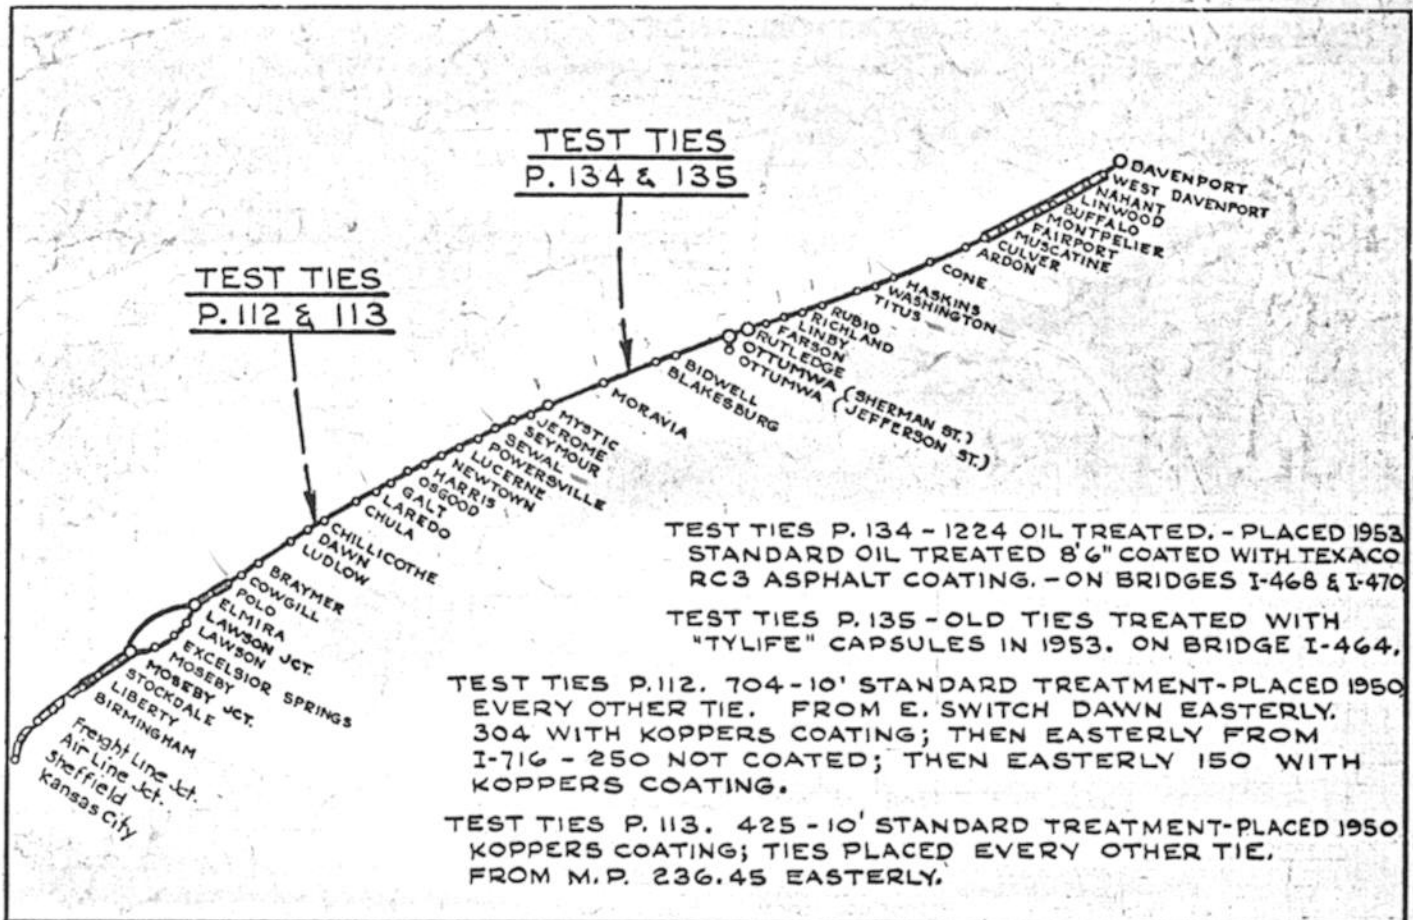 TEST TIES
P. 134 & 135
TEST TIES
P. 112 & 113
DAVENPORT
WEST DAVENPORT
NAHANT
LINWOOD
BUFFALO
MONTPELIER
FAIRPORT
MUSCATINE
CULVER
ARDON
CONE
HASKINS
WASHINGTON
TITUS
RUBIO
RICHLAND
LINBY
FARSON
RUTLEDGE
OTTUMWA (SHERMAN ST.)
OTTUMWA (JEFFERSON ST.)
BIDWELL
BLAKESBURG
MORAVIA
MYSTIC
JEROME
SEYMOUR
SEWAL
POWERSVILLE
LUCERNE
NEWTOWN
HARRIS
OSGOOD
GALT
LAREDO
CHULA
CHILLICOTHE
DAWN
LUDLOW
BRAYMER
COWGILL
POLO
ELMIRA
LAWSON JCT.
LAWSON
EXCELSIOR SPRINGS
MOSEBY
MOSEBY JCT.
STOCKDALE
LIBERTY
BIRMINGHAM
Freight Line Jct.
Air Line Jct.
Sheffield
Kansas City
TEST TIES P. 134 - 1224 OIL TREATED. - PLACED 1953
STANDARD OIL TREATED 8'6" COATED WITH TEXACO
RC3 ASPHALT COATING. - ON BRIDGES I-468 & I-470
TEST TIES P. 135 - OLD TIES TREATED WITH
"TYLIFE" CAPSULES IN 1953. ON BRIDGE I-464.
TEST TIES P. 112. 704 - 10' STANDARD TREATMENT - PLACED 1950
EVERY OTHER TIE. FROM E. SWITCH DAWN EASTERLY.
304 WITH KOPPERS COATING; THEN EASTERLY FROM
I-716 - 250 NOT COATED; THEN EASTERLY 150 WITH
KOPPERS COATING.
TEST TIES P. 113. 425 - 10' STANDARD TREATMENT - PLACED 1950
KOPPERS COATING; TIES PLACED EVERY OTHER TIE.
FROM M.P. 236.45 EASTERLY.